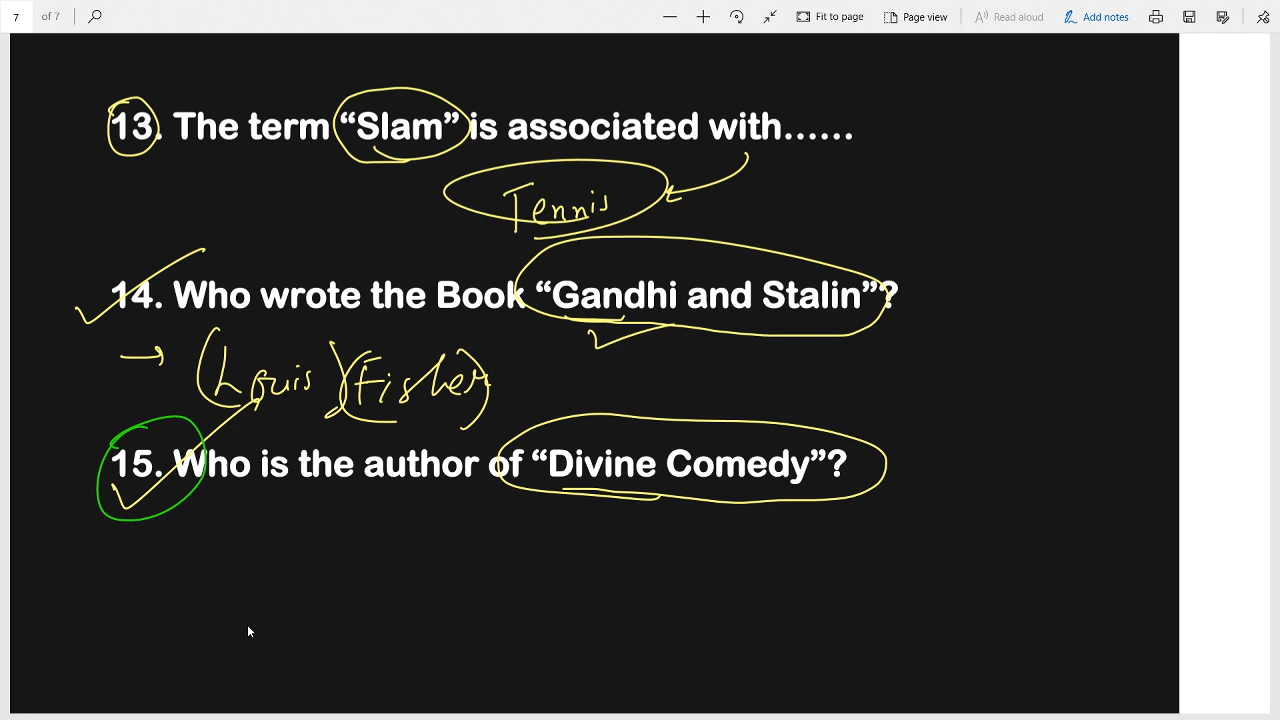 7 of 7 Fit to page Page view Read aloud Add notes
13. The term “Slam” is associated with......
Tennis
14. Who wrote the Book “Gandhi and Stalin”?
→ (Louis) (Fisher)
15. Who is the author of “Divine Comedy”?